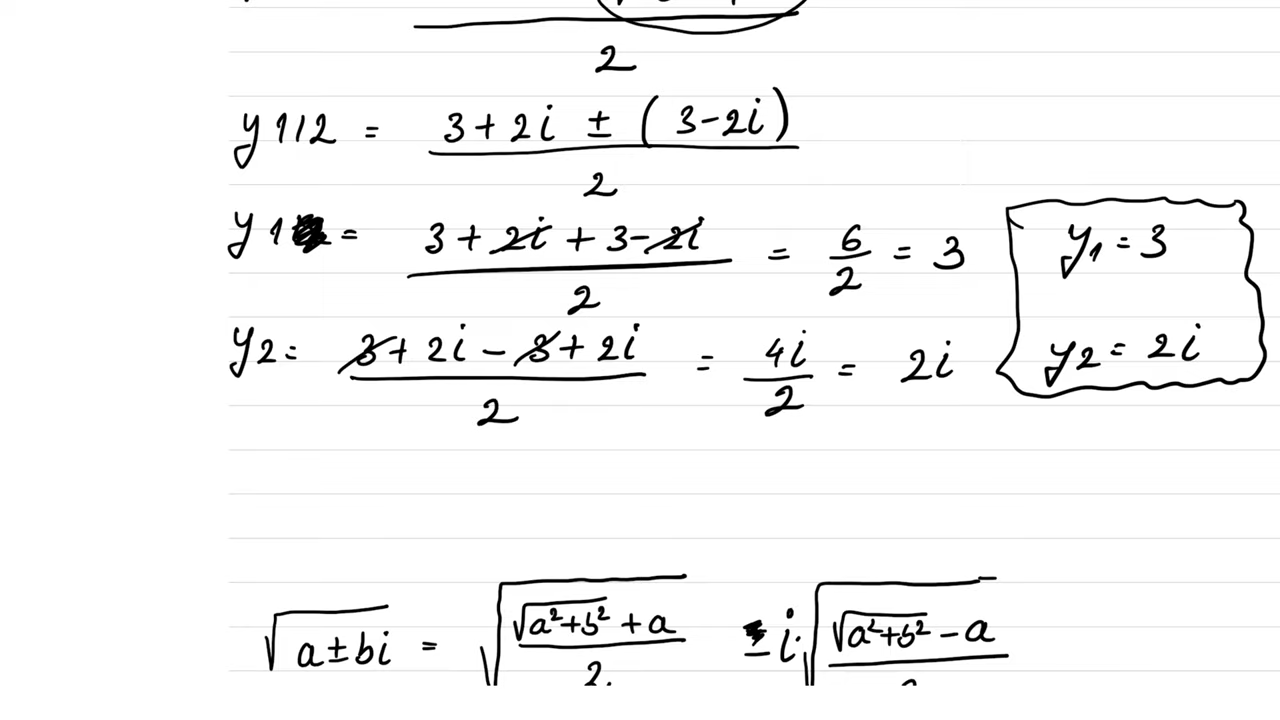 2
y1/2 = (3+2i ± (3-2i))/2
y1 = (3+2i+3-2i)/2 = 6/2 = 3
y1=3
y2= (3+2i-3+2i)/2 = 4i/2 = 2i
y2=2i
√(a±bi) = √((√(a²+b²)+a)/2) ± i√((√(a²+b²)-a)/